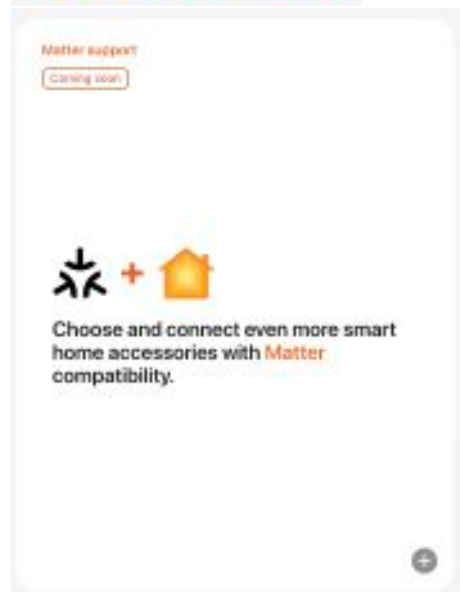 Matter support
Coming soon
+
Choose and connect even more smart
home accessories with Matter
compatibility.